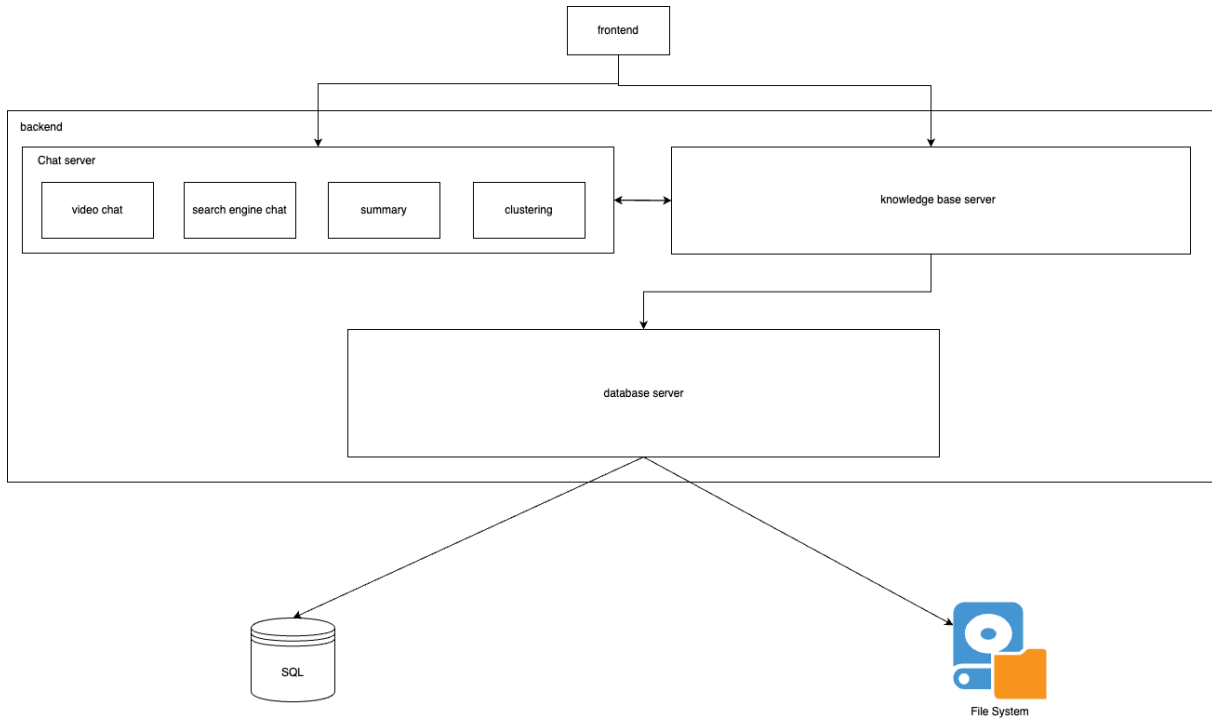 frontend
backend
Chat server
video chat
search engine chat
summary
clustering
knowledge base server
database server
SQL
File System